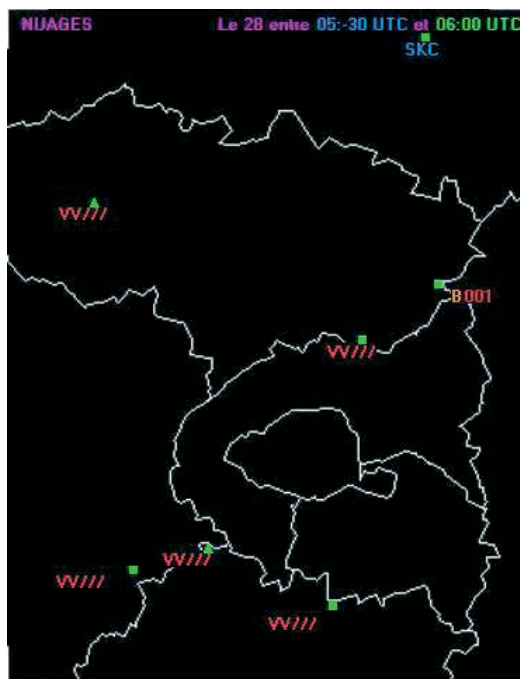 NUAGES Le 28 entre 05:-30 UTC et 06:00 UTC
SKC
VV///
B001
VV///
VV///
VV///
VV///